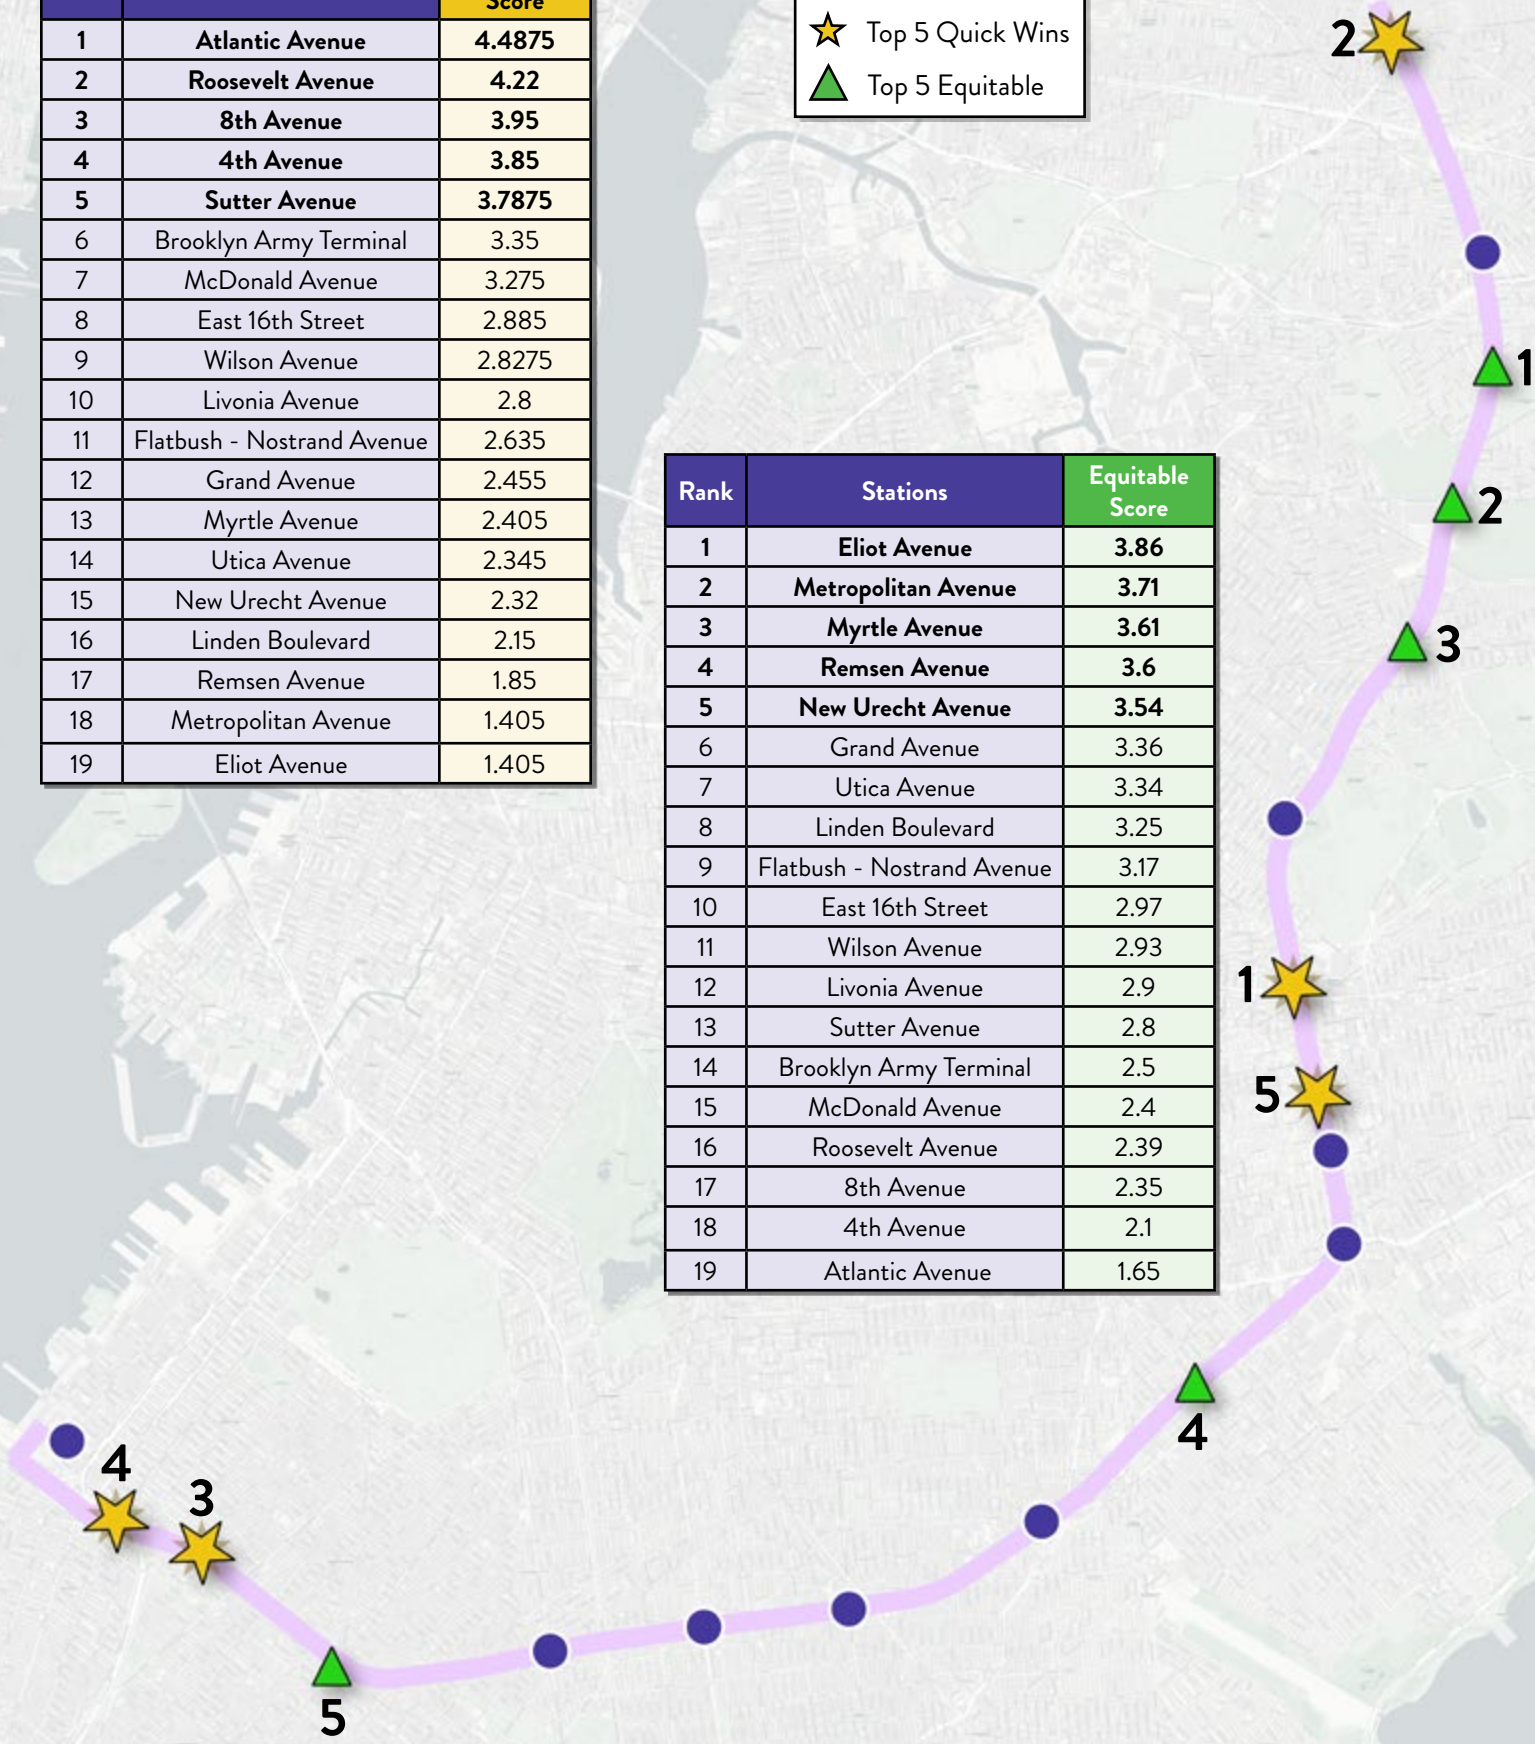 Score
1 Atlantic Avenue 4.4875
2 Roosevelt Avenue 4.22
3 8th Avenue 3.95
4 4th Avenue 3.85
5 Sutter Avenue 3.7875
6 Brooklyn Army Terminal 3.35
7 McDonald Avenue 3.275
8 East 16th Street 2.885
9 Wilson Avenue 2.8275
10 Livonia Avenue 2.8
11 Flatbush - Nostrand Avenue 2.635
12 Grand Avenue 2.455
13 Myrtle Avenue 2.405
14 Utica Avenue 2.345
15 New Urecht Avenue 2.32
16 Linden Boulevard 2.15
17 Remsen Avenue 1.85
18 Metropolitan Avenue 1.405
19 Eliot Avenue 1.405
Top 5 Quick Wins
Top 5 Equitable
Rank Stations Equitable
Score
1 Eliot Avenue 3.86
2 Metropolitan Avenue 3.71
3 Myrtle Avenue 3.61
4 Remsen Avenue 3.6
5 New Urecht Avenue 3.54
6 Grand Avenue 3.36
7 Utica Avenue 3.34
8 Linden Boulevard 3.25
9 Flatbush - Nostrand Avenue 3.17
10 East 16th Street 2.97
11 Wilson Avenue 2.93
12 Livonia Avenue 2.9
13 Sutter Avenue 2.8
14 Brooklyn Army Terminal 2.5
15 McDonald Avenue 2.4
16 Roosevelt Avenue 2.39
17 8th Avenue 2.35
18 4th Avenue 2.1
19 Atlantic Avenue 1.65
2
1
2
3
1
5
4
4
3
5